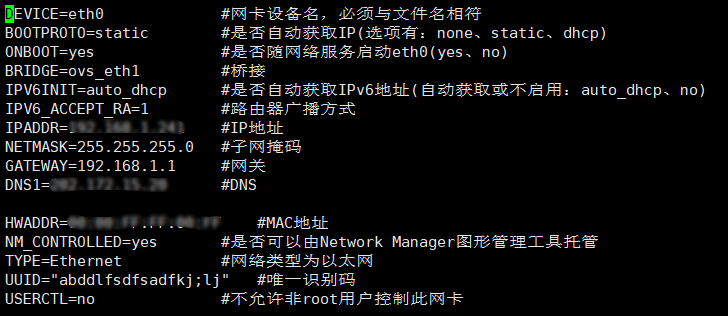 DEVICE=eth0 #网卡设备名，必须与文件名相符
BOOTPROTO=static #是否自动获取IP(选项有：none、static、dhcp)
ONBOOT=yes #是否随网络服务启动eth0(yes、no)
BRIDGE=ovs_eth1 #桥接
IPV6INIT=auto_dhcp #是否自动获取IPv6地址(自动获取或不启用：auto_dhcp、no)
IPV6_ACCEPT_RA=1 #路由器广播方式
IPADDR= #IP地址
NETMASK=255.255.255.0 #子网掩码
GATEWAY=192.168.1.1 #网关
DNS1= #DNS
HWADDR= #MAC地址
NM_CONTROLLED=yes #是否可以由Network Manager图形管理工具托管
TYPE=Ethernet #网络类型为以太网
UUID="abddlfsdfsadfkj;lj" #唯一识别码
USERCTL=no #不允许非root用户控制此网卡